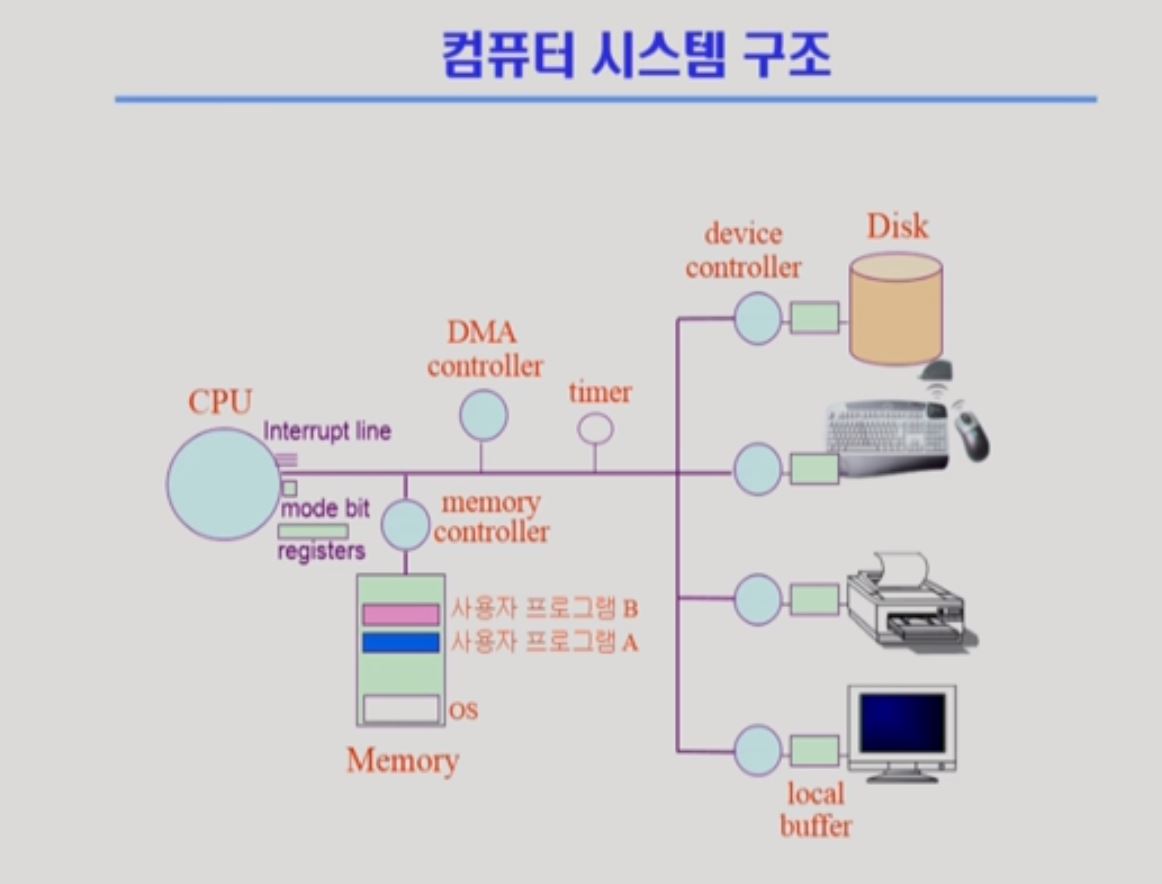 컴퓨터 시스템 구조
device
controller
Disk
DMA
controller
timer
CPU
Interrupt line
mode bit
registers
memory
controller
사용자 프로그램 B
사용자 프로그램 A
OS
Memory
local
buffer